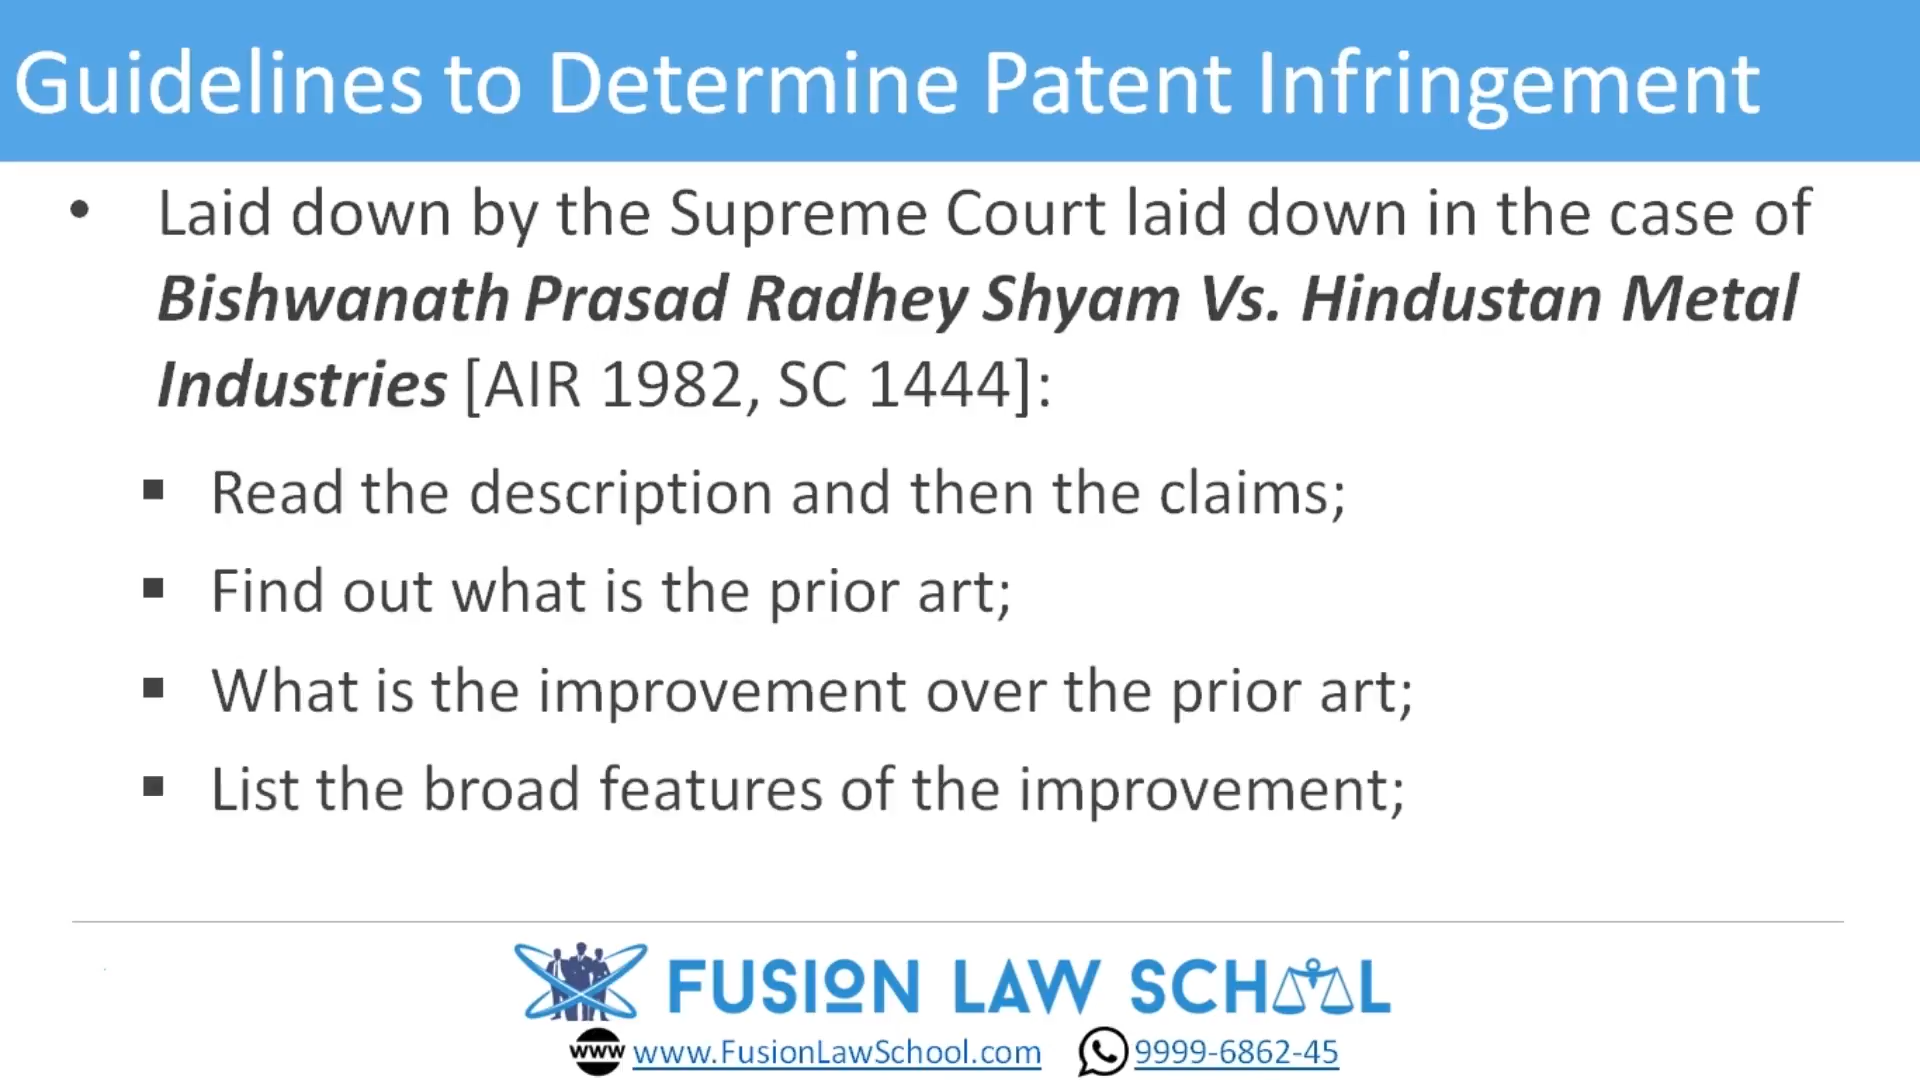 Guidelines to Determine Patent Infringement
• Laid down by the Supreme Court laid down in the case of
Bishwanath Prasad Radhey Shyam Vs. Hindustan Metal
Industries [AIR 1982, SC 1444]:
▪ Read the description and then the claims;
▪ Find out what is the prior art;
▪ What is the improvement over the prior art;
▪ List the broad features of the improvement;
FUSION LAW SCHOOL
www www.FusionLawSchool.com 9999-6862-45